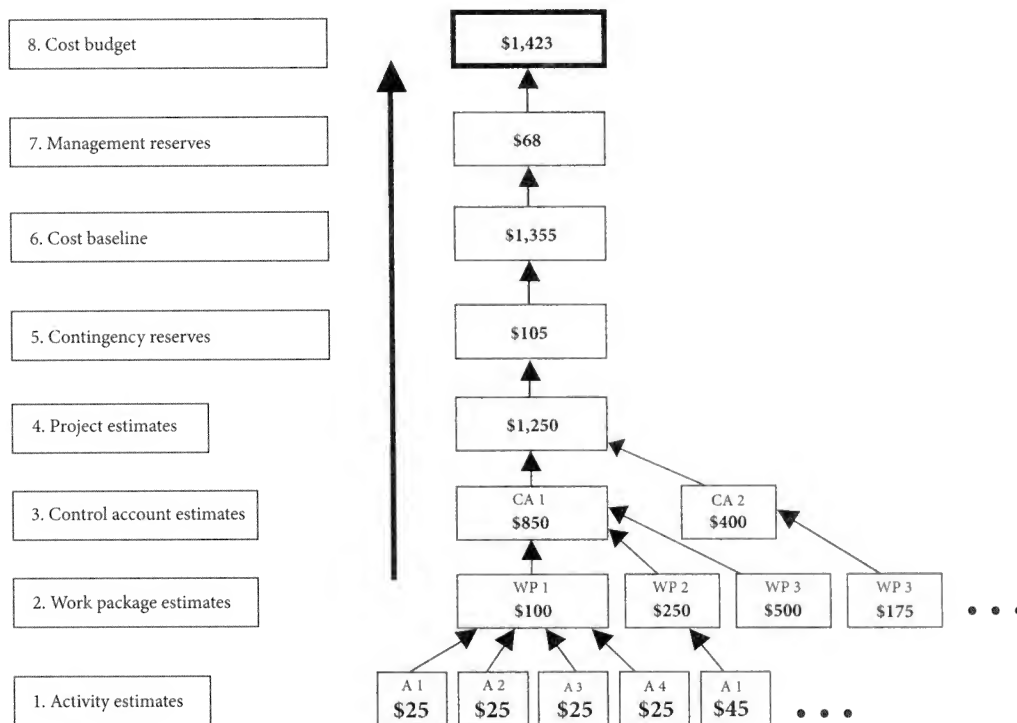 8. Cost budget
$1,423
7. Management reserves
$68
6. Cost baseline
$1,355
5. Contingency reserves
$105
4. Project estimates
$1,250
3. Control account estimates
CA 1
$850
CA 2
$400
2. Work package estimates
WP 1
$100
WP 2
$250
WP 3
$500
WP 3
$175
• • •
1. Activity estimates
A 1
$25
A 2
$25
A 3
$25
A 4
$25
A 1
$45
• • •